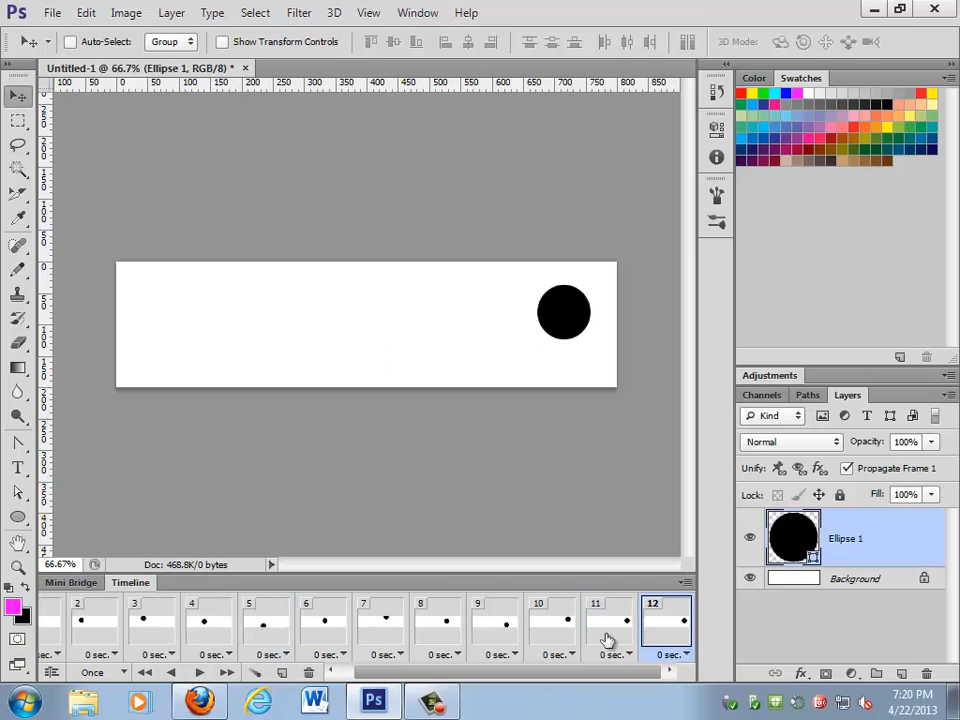 Ps File Edit Image Layer Type Select Filter 3D View Window Help
Auto-Select: Group Show Transform Controls 3D Mode:
Untitled-1 @ 66.7% (Ellipse 1, RGB/8) * ×
100 50 0 50 100 150 200 250 300 350 400 450 500 550 600 650 700 750 800 850
Color Swatches
Adjustments
Channels Paths Layers
Kind
Normal Opacity: 100%
Unify: Propagate Frame 1
Lock: Fill: 100%
Ellipse 1
Background
66.67% Doc: 468.8K/0 bytes
Mini Bridge Timeline
2 3 4 5 6 7 8 9 10 11 12
ec. 0 sec. 0 sec. 0 sec. 0 sec. 0 sec. 0 sec. 0 sec. 0 sec. 0 sec. 0 sec. 0 sec.
Once
7:20 PM
4/22/2013